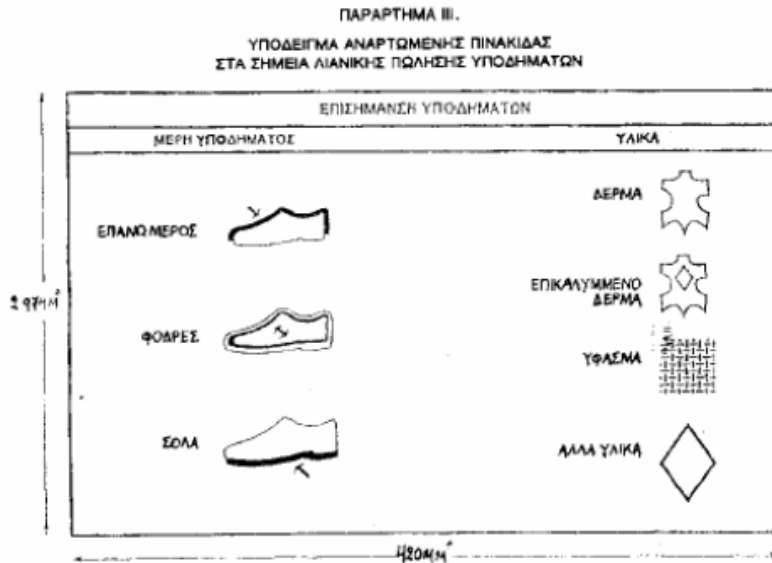 ΠΑΡΑΡΤΗΜΑ III.
ΥΠΟΔΕΙΓΜΑ ΑΝΑΡΤΩΜΕΝΗΣ ΠΙΝΑΚΙΔΑΣ
ΣΤΑ ΣΗΜΕΙΑ ΛΙΑΝΙΚΗΣ ΠΩΛΗΣΗΣ ΥΠΟΔΗΜΑΤΩΝ
ΕΠΙΣΗΜΑΝΣΗ ΥΠΟΔΗΜΑΤΩΝ
ΜΕΡΗ ΥΠΟΔΗΜΑΤΟΣ
ΥΛΙΚΑ
ΕΠΑΝΩ ΜΕΡΟΣ
ΔΕΡΜΑ
ΕΠΙΚΑΛΥΜΜΕΝΟ
ΔΕΡΜΑ
ΦΟΔΡΕΣ
ΥΦΑΣΜΑ
ΣΟΛΑ
ΑΛΛΑ ΥΛΙΚΑ
297MM
420MM